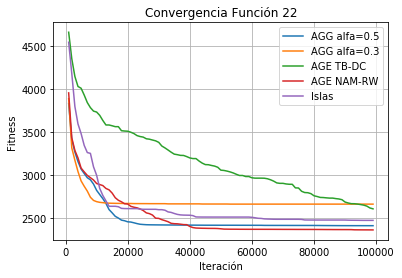 Convergencia Función 22
AGG alfa=0.5
AGG alfa=0.3
AGE TB-DC
AGE NAM-RW
Islas
Fitness
4500
4000
3500
3000
2500
0 20000 40000 60000 80000 100000
Iteración